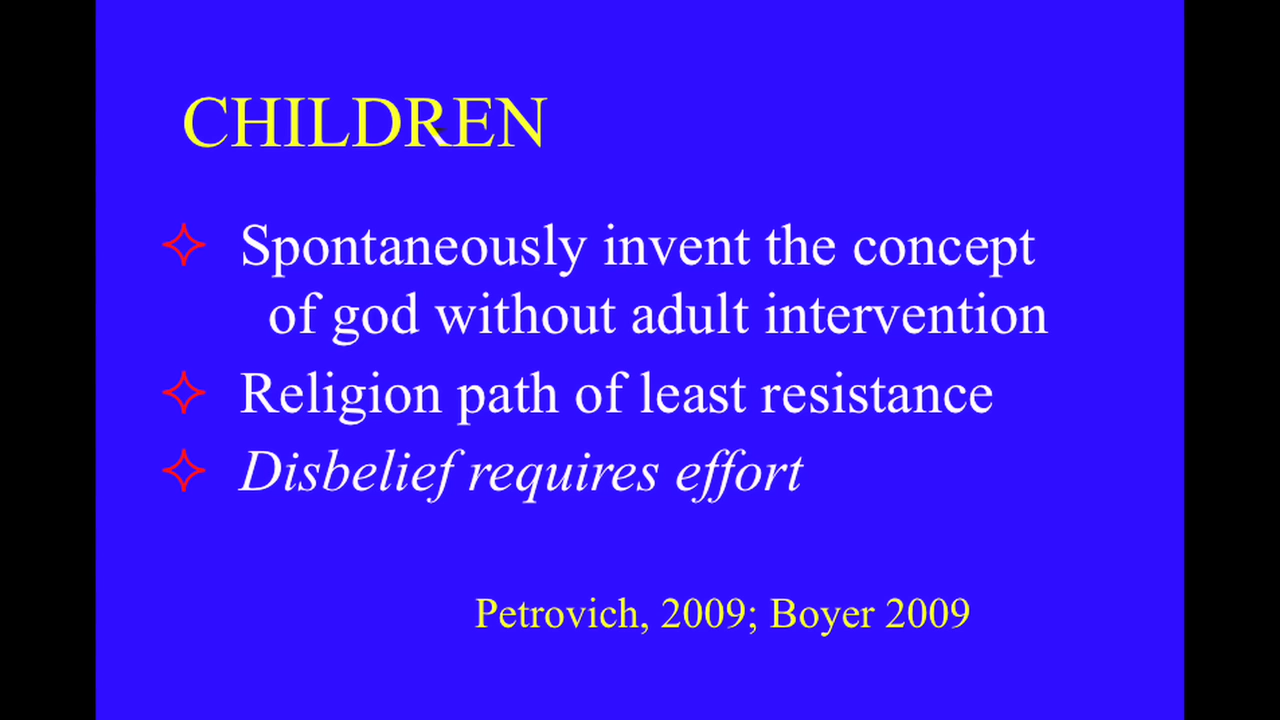 CHILDREN
Spontaneously invent the concept
of god without adult intervention
Religion path of least resistance
Disbelief requires effort
Petrovich, 2009; Boyer 2009